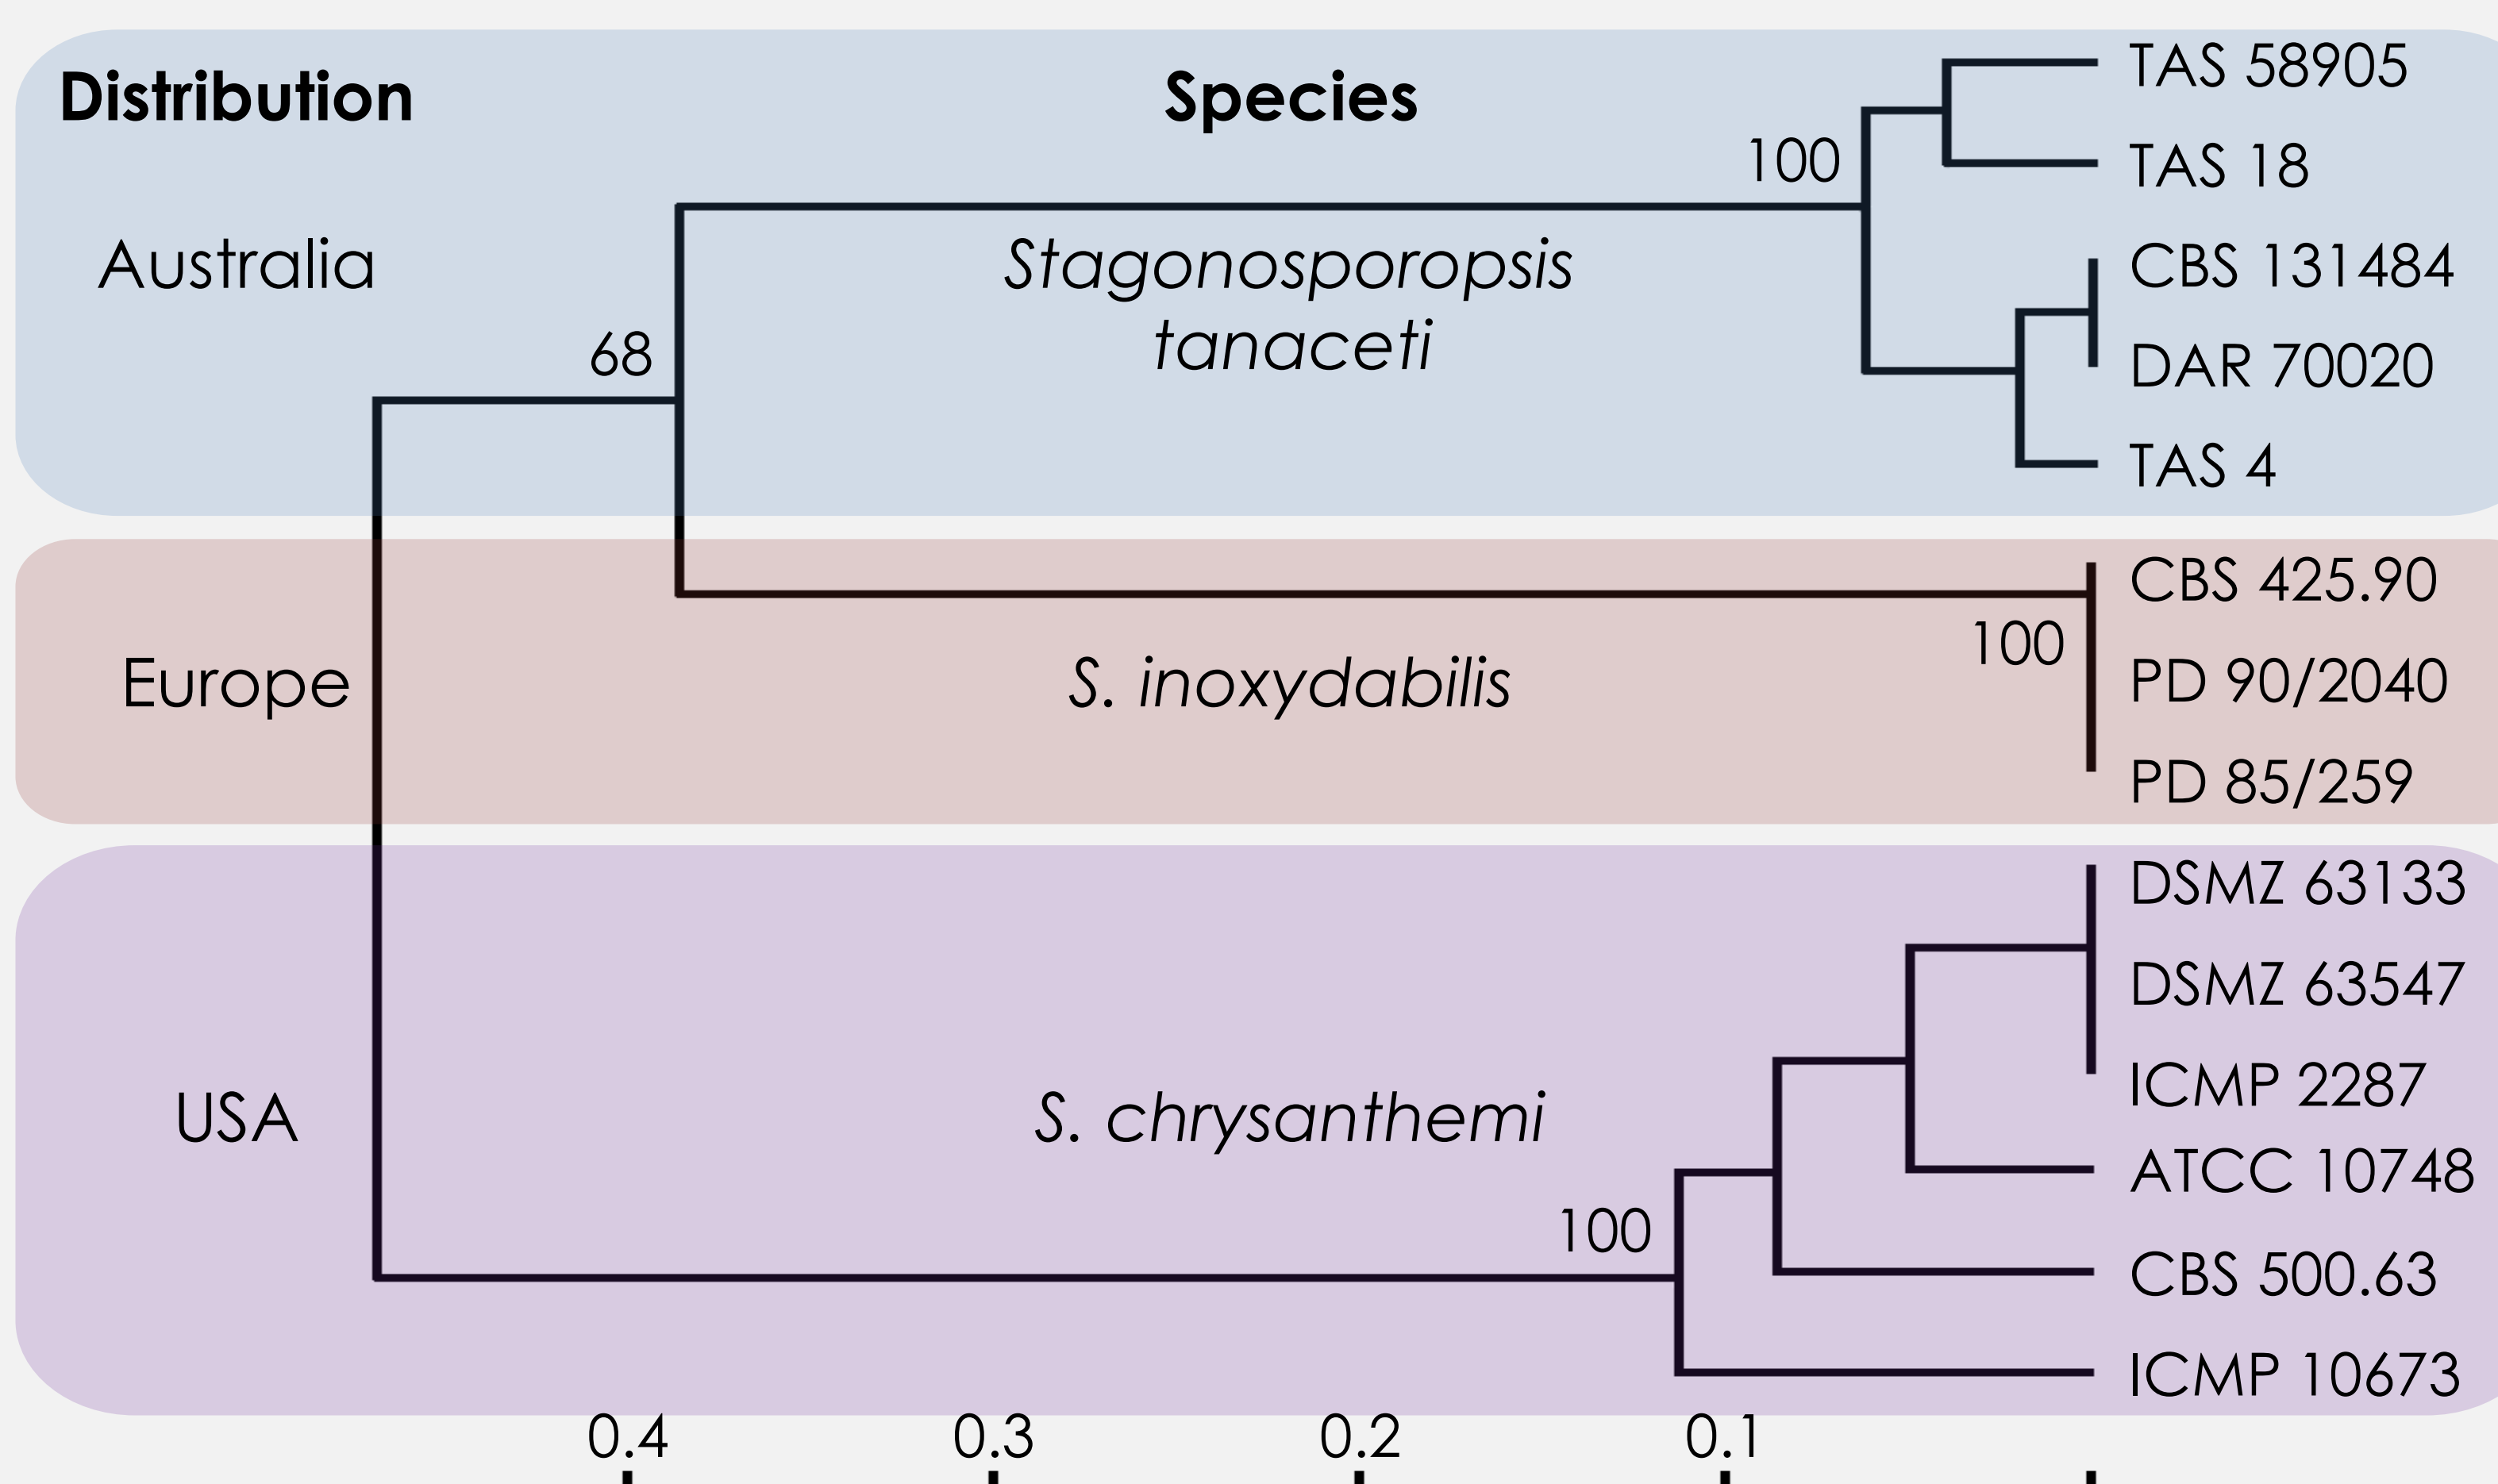 Distribution
Species
TAS 58905
TAS 18
100
Australia
Stagonosporopsis
tanaceti
CBS 131484
68
DAR 70020
TAS 4
CBS 425.90
100
Europe
S. inoxydabilis
PD 90/2040
PD 85/259
DSMZ 63133
DSMZ 63547
ICMP 2287
USA
S. chrysanthemi
ATCC 10748
100
CBS 500.63
ICMP 10673
0.4 0.3 0.2 0.1